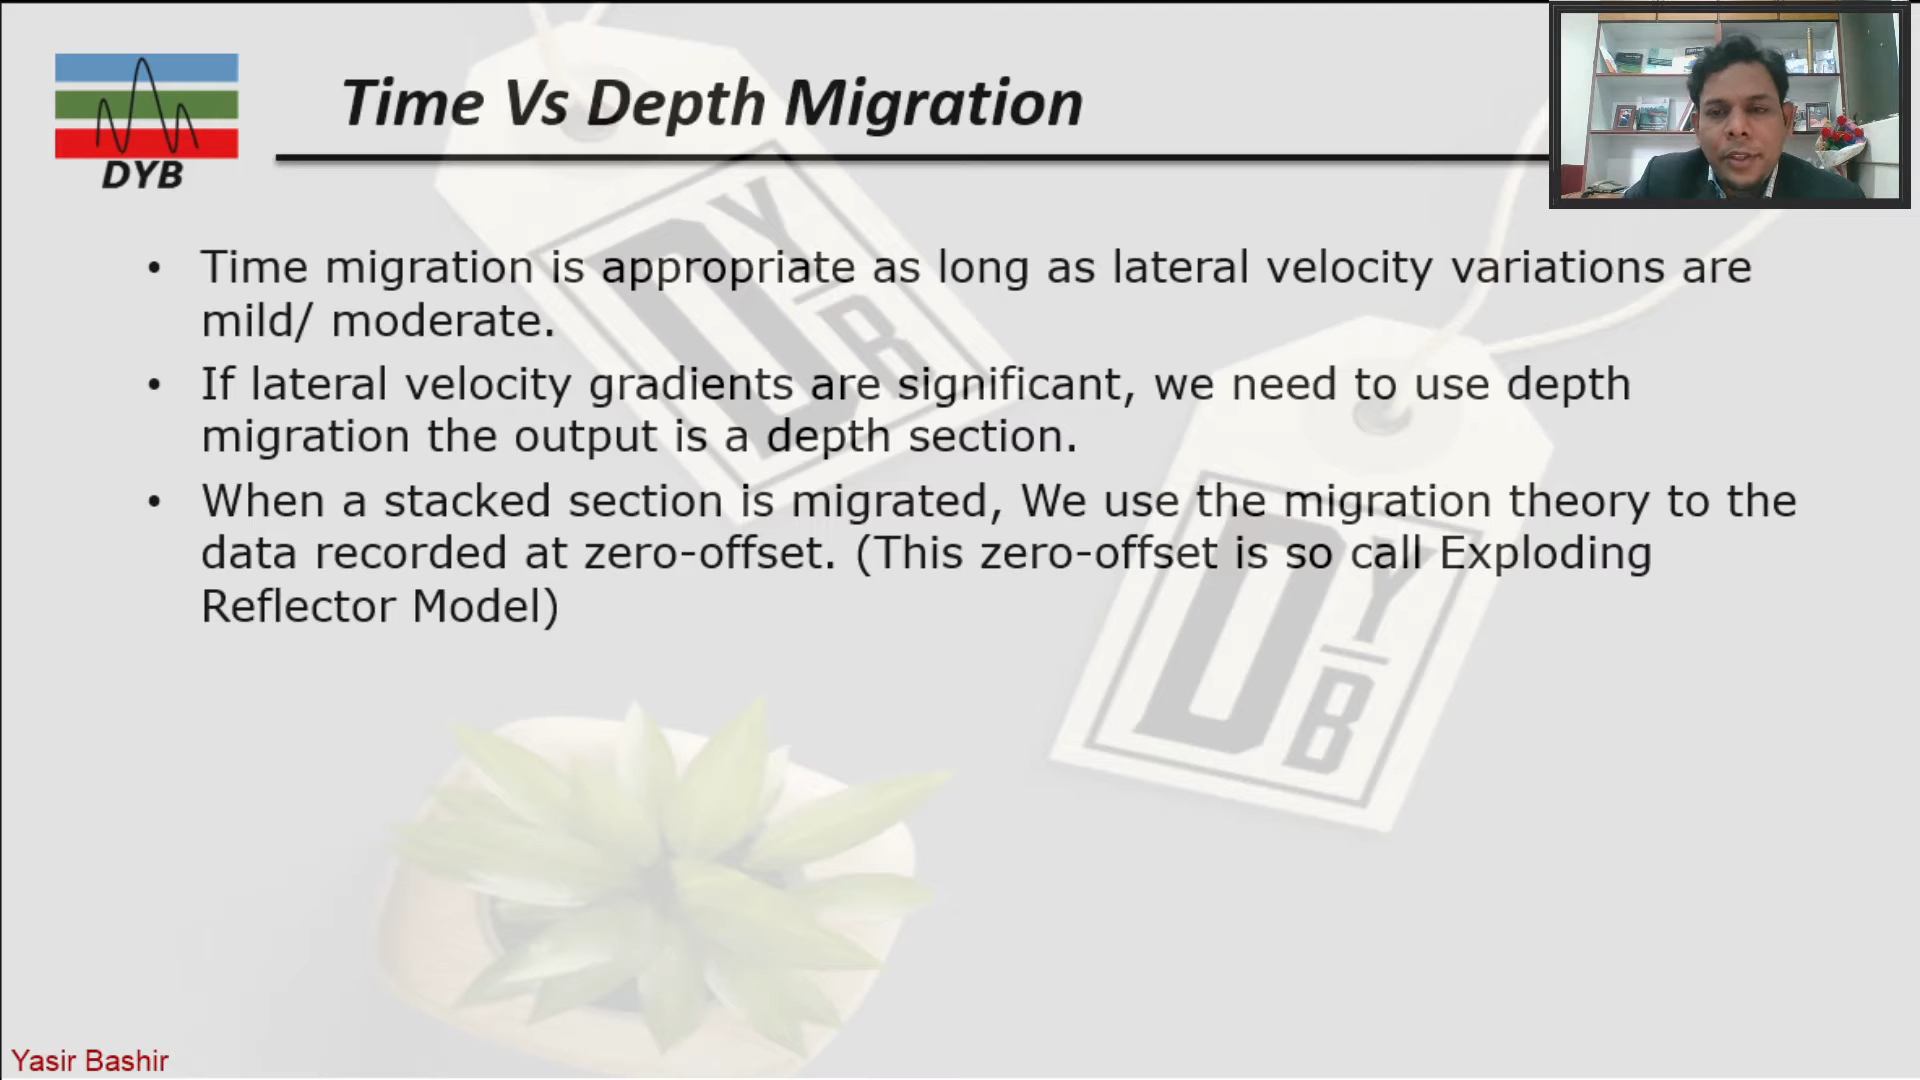 Time Vs Depth Migration
DYB
• Time migration is appropriate as long as lateral velocity variations are
mild/ moderate.
• If lateral velocity gradients are significant, we need to use depth
migration the output is a depth section.
• When a stacked section is migrated, We use the migration theory to the
data recorded at zero-offset. (This zero-offset is so call Exploding
Reflector Model)
DYB
DYB
Yasir Bashir